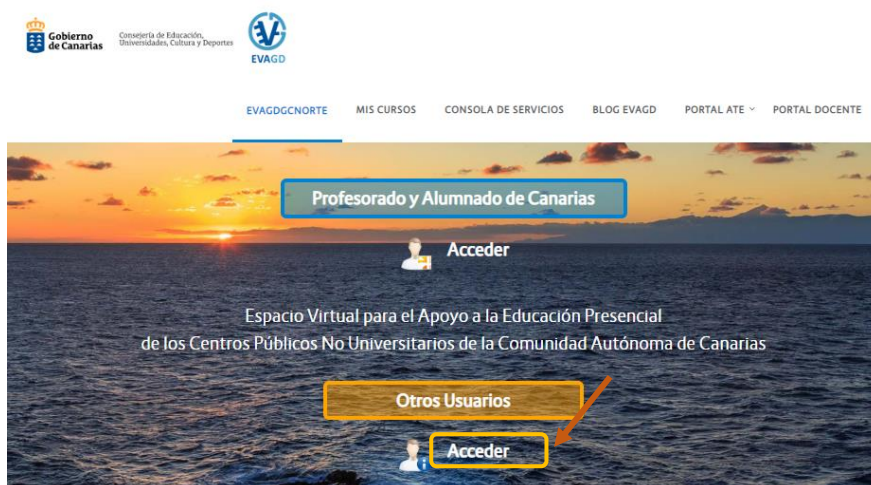 Gobierno
de Canarias
Consejería de Educación,
Universidades, Cultura y Deportes
EVAGD
EVAGDGCNORTE MIS CURSOS CONSOLA DE SERVICIOS BLOG EVAGD PORTAL ATE PORTAL DOCENTE
Profesorado y Alumnado de Canarias
Acceder
Espacio Virtual para el Apoyo a la Educación Presencial
de los Centros Públicos No Universitarios de la Comunidad Autónoma de Canarias
Otros Usuarios
Acceder